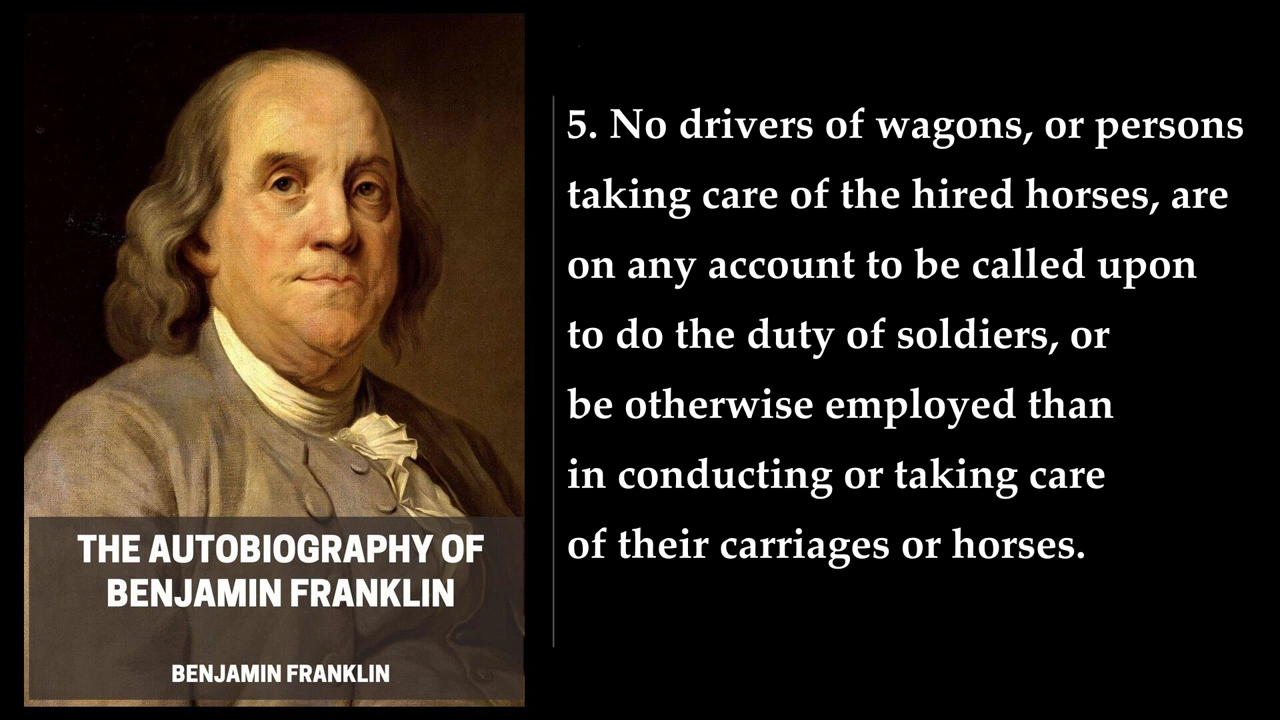 THE AUTOBIOGRAPHY OF
BENJAMIN FRANKLIN
BENJAMIN FRANKLIN
5. No drivers of wagons, or persons
taking care of the hired horses, are
on any account to be called upon
to do the duty of soldiers, or
be otherwise employed than
in conducting or taking care
of their carriages or horses.